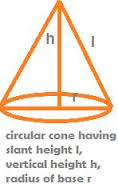 h l
r
circular cone having
slant height l,
vertical height h,
radius of base r